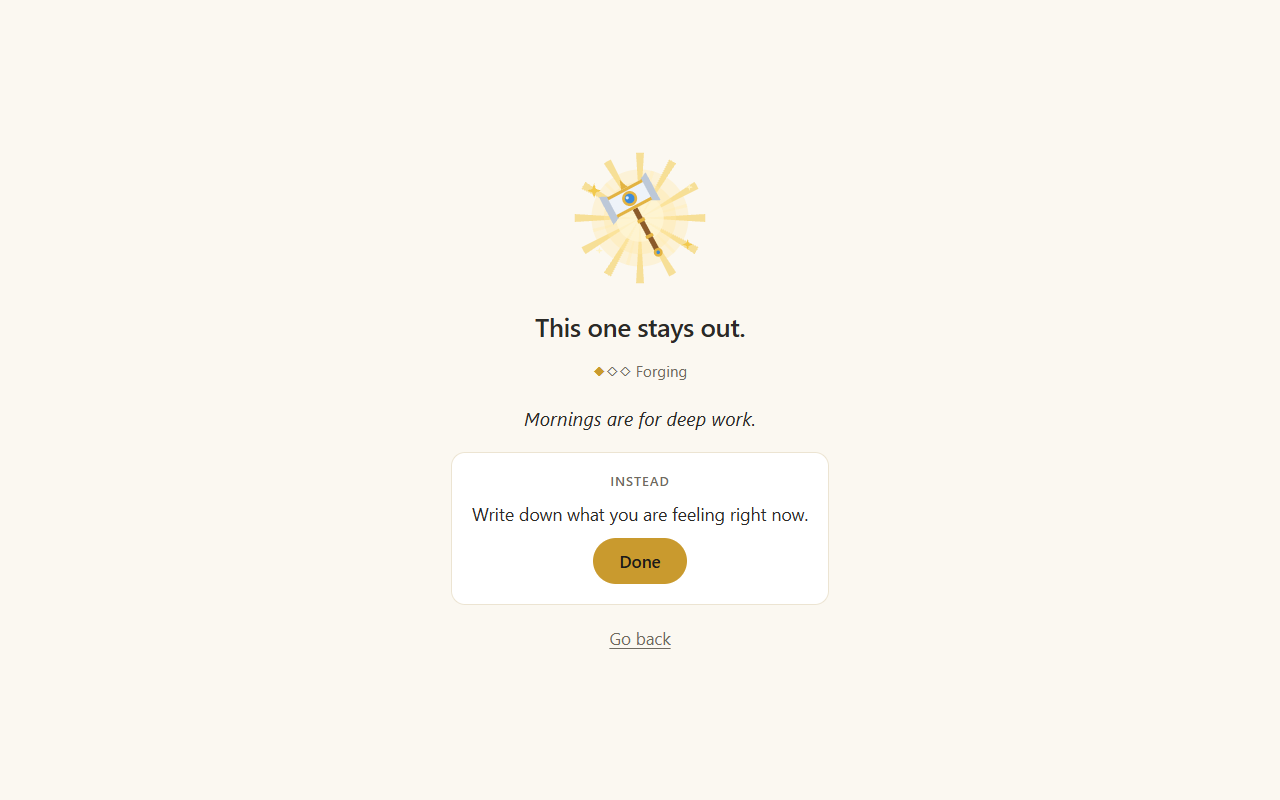 This one stays out.
Forging
Mornings are for deep work.
INSTEAD
Write down what you are feeling right now.
Done
Go back